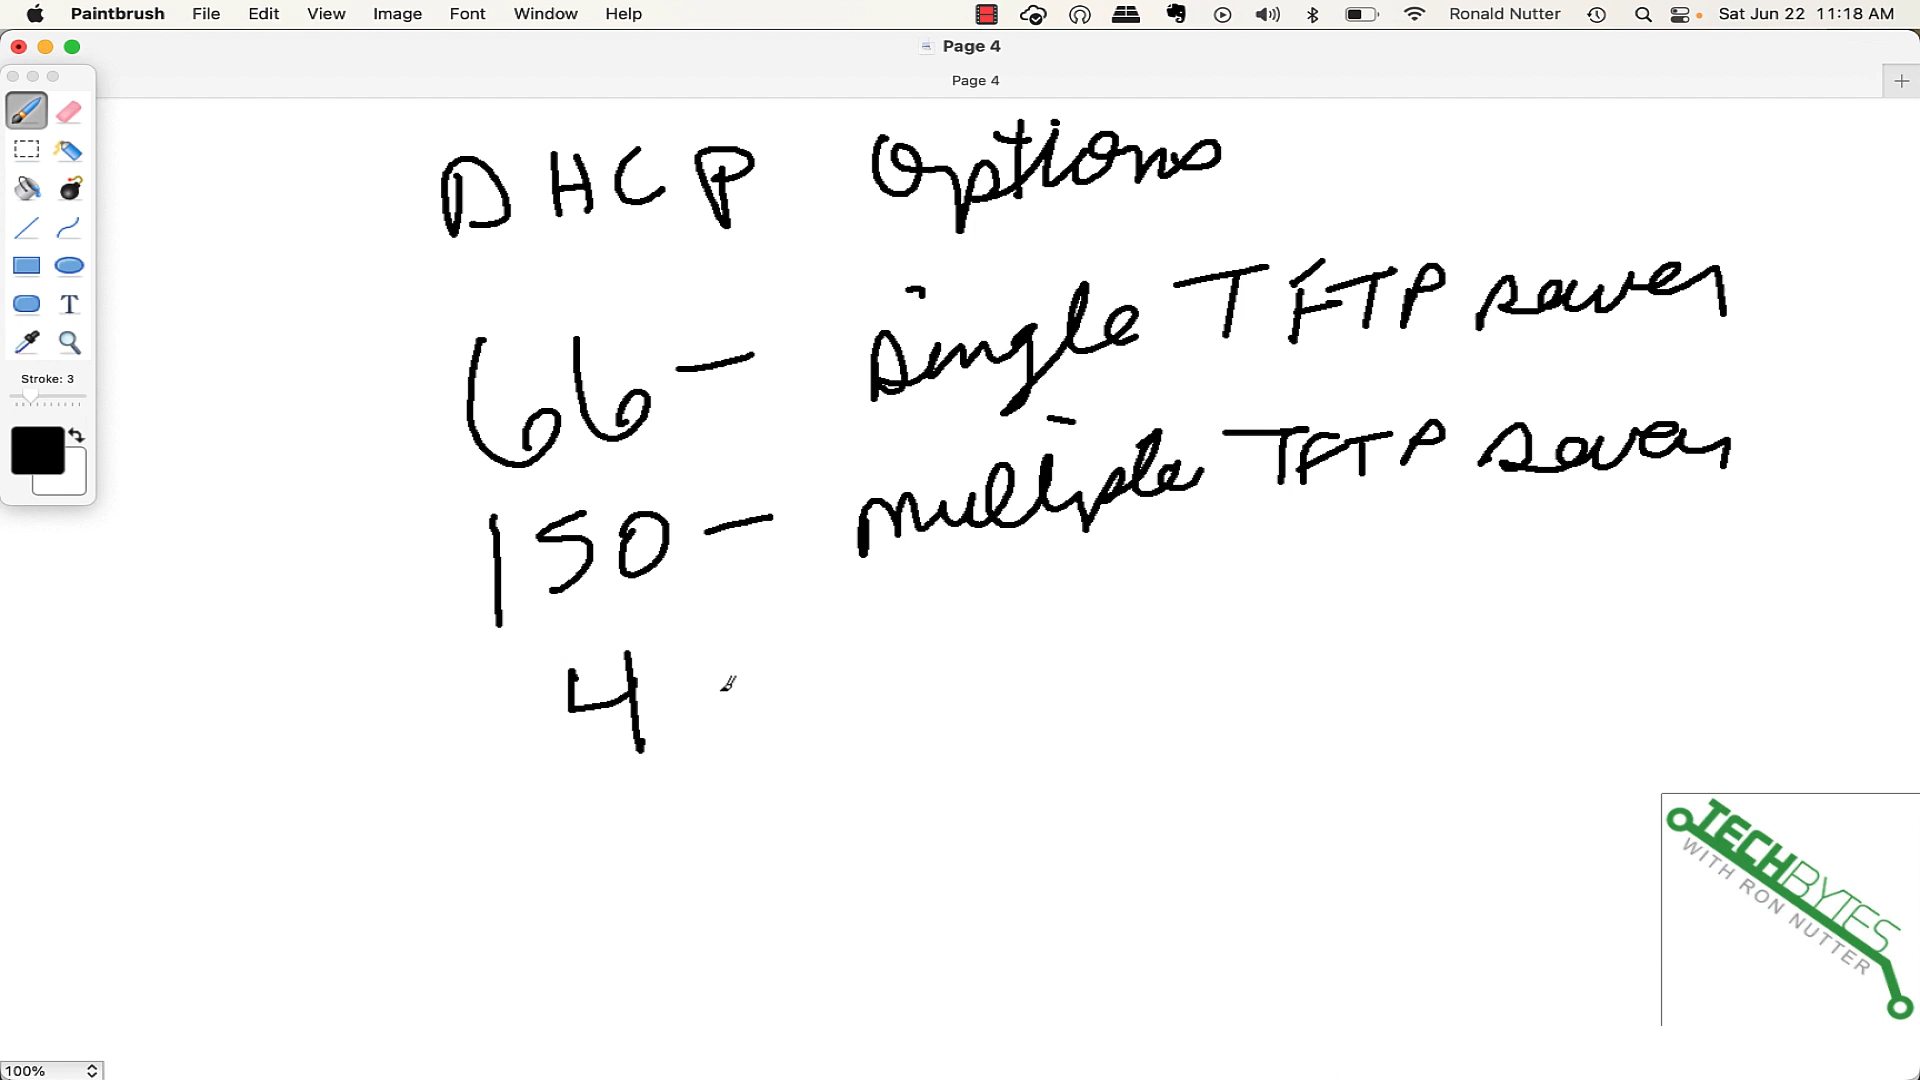 Paintbrush File Edit View Image Font Window Help Ronald Nutter Sat Jun 22 11:18 AM
Page 4
Page 4
DHCP Options
66 - single TFTP server
150 - multiple TFTP server
4
Stroke: 3
T
TECHBYTES
WITH RON NUTTER
100%